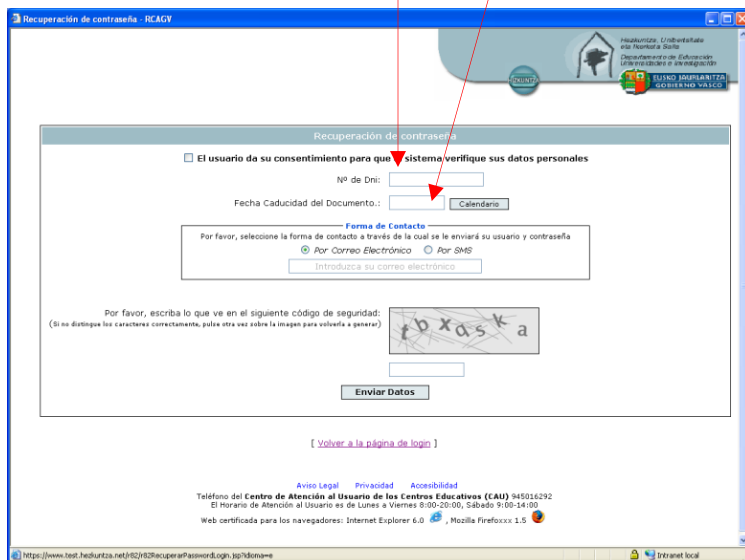 Recuperación de contraseña - RCAGV
Hezkuntza, Unibertsitate
eta Ikerketa Saila
Departamento de Educación
Universidades e Investigación
EUSKO JAURLARITZA
GOBIERNO VASCO
Recuperación de contraseña
El usuario da su consentimiento para que el sistema verifique sus datos personales
Nº de Dni:
Fecha Caducidad del Documento.: Calendario
Forma de Contacto
Por favor, seleccione la forma de contacto a través de la cual se le enviará su usuario y contraseña
Por Correo Electrónico Por SMS
Introduzca su correo electrónico
Por favor, escriba lo que ve en el siguiente código de seguridad:
(Si no distingue los caracteres correctamente, pulse otra vez sobre la imagen para volverla a generar)
tbxqska
Enviar Datos
[ Volver a la página de login ]
Aviso Legal Privacidad Accesibilidad
Teléfono del Centro de Atención al Usuario de los Centros Educativos (CAU) 945016292
El Horario de Atención al Usuario es de Lunes a Viernes 8:00-20:00, Sábado 9:00-14:00
Web certificada para los navegadores: Internet Explorer 6.0 , Mozilla Firefoxxx 1.5
https://www.test.hezkuntza.net/r82/r82RecuperarPasswordLogin.jsp?idioma=e Intranet local